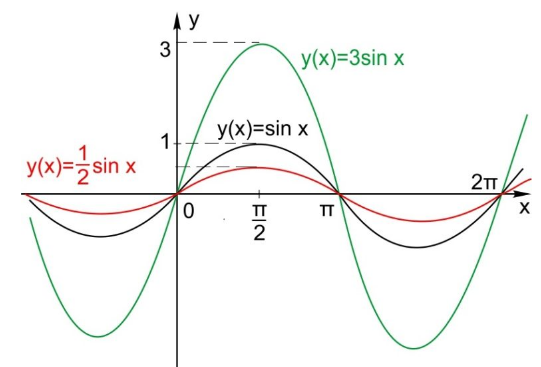 y
3
y(x)=3sin x
1
y(x)=sin x
y(x)=1/2 sin x
0
π/2
π
2π
x